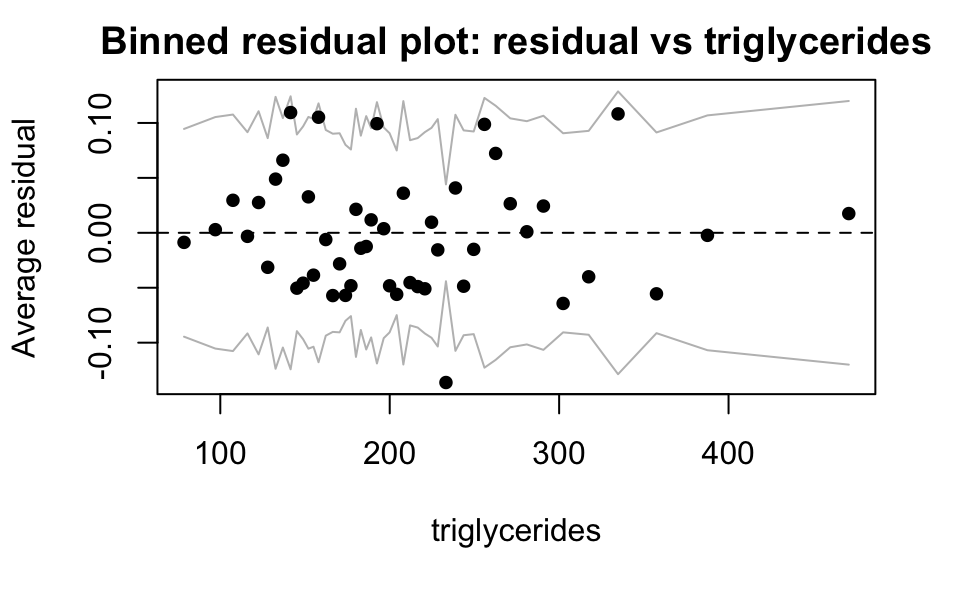 Binned residual plot: residual vs triglycerides
Average residual
0.10
0.00
-0.10
100 200 300 400
triglycerides